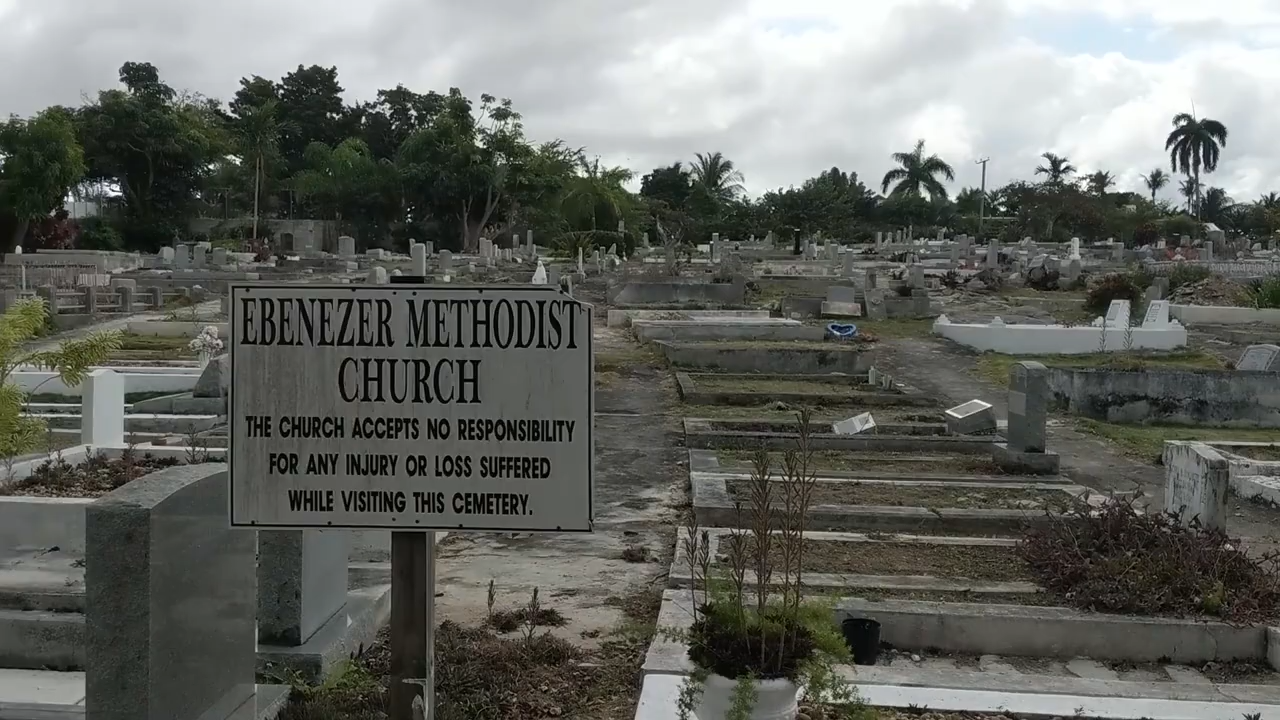 EBENEZER METHODIST
CHURCH
THE CHURCH ACCEPTS NO RESPONSIBILITY
FOR ANY INJURY OR LOSS SUFFERED
WHILE VISITING THIS CEMETERY.